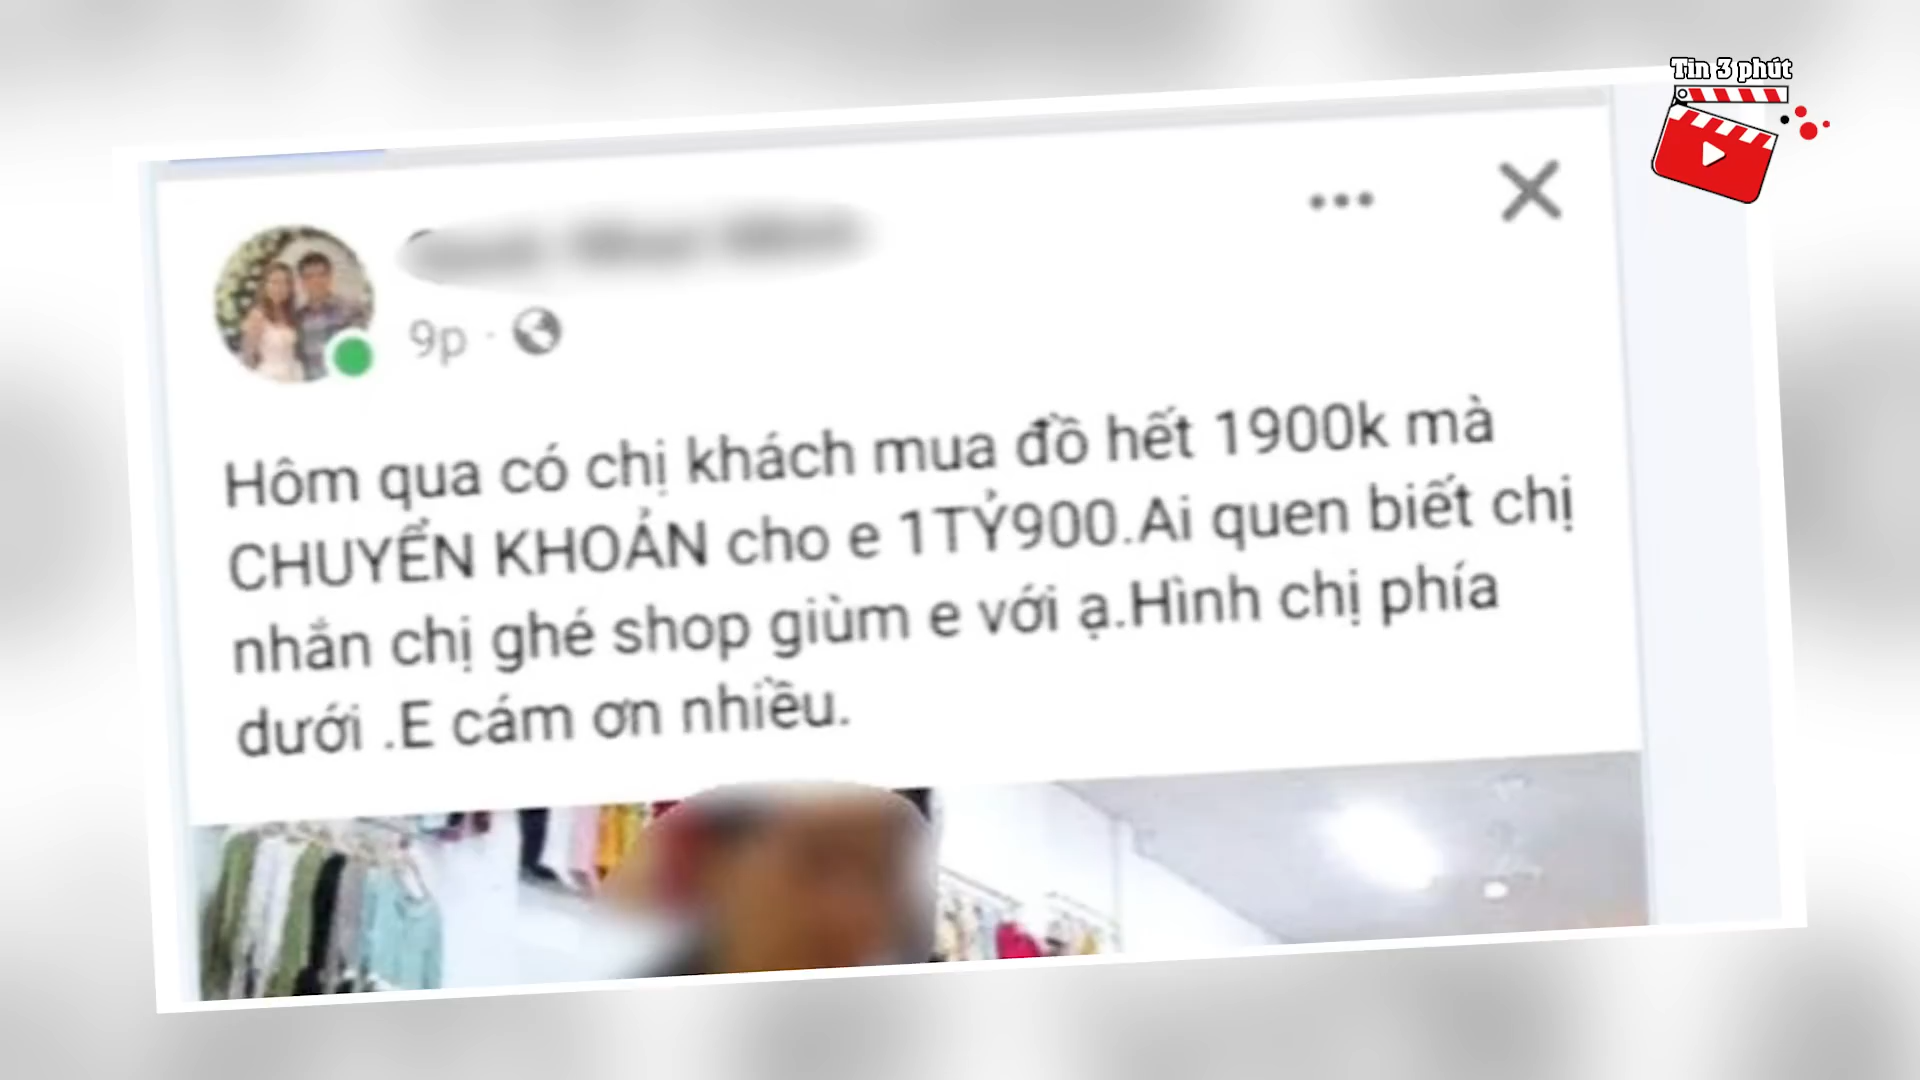 Tin 3 phút
9p ·
Hôm qua có chị khách mua đồ hết 1900k mà
CHUYỂN KHOẢN cho e 1TỶ900.Ai quen biết chị
nhắn chị ghé shop giùm e với ạ.Hình chị phía
dưới .E cám ơn nhiều.